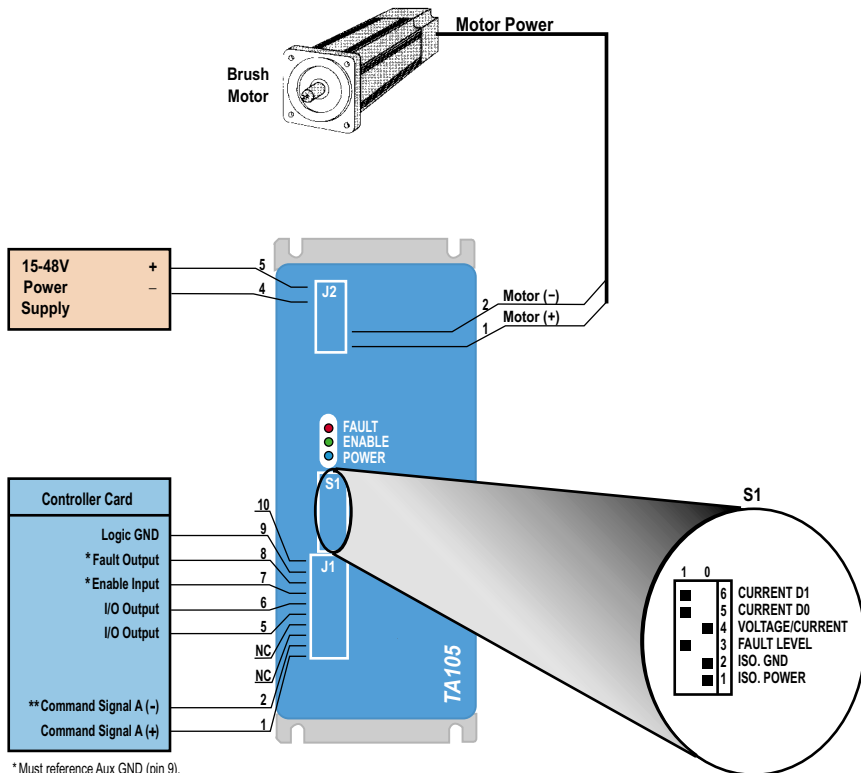 Motor Power
Brush
Motor
15-48V +
Power −
Supply
5
4
J2
2 Motor (−)
1 Motor (+)
FAULT
ENABLE
POWER
S1
S1
Controller Card
10
Logic GND 9
*Fault Output 8
*Enable Input 7
I/O Output 6
I/O Output 5
NC
NC
**Command Signal A (-) 2
Command Signal A (+) 1
J1
TA105
1 0
6 CURRENT D1
5 CURRENT D0
4 VOLTAGE/CURRENT
3 FAULT LEVEL
2 ISO. GND
1 ISO. POWER
* Must reference Aux GND (pin 9).